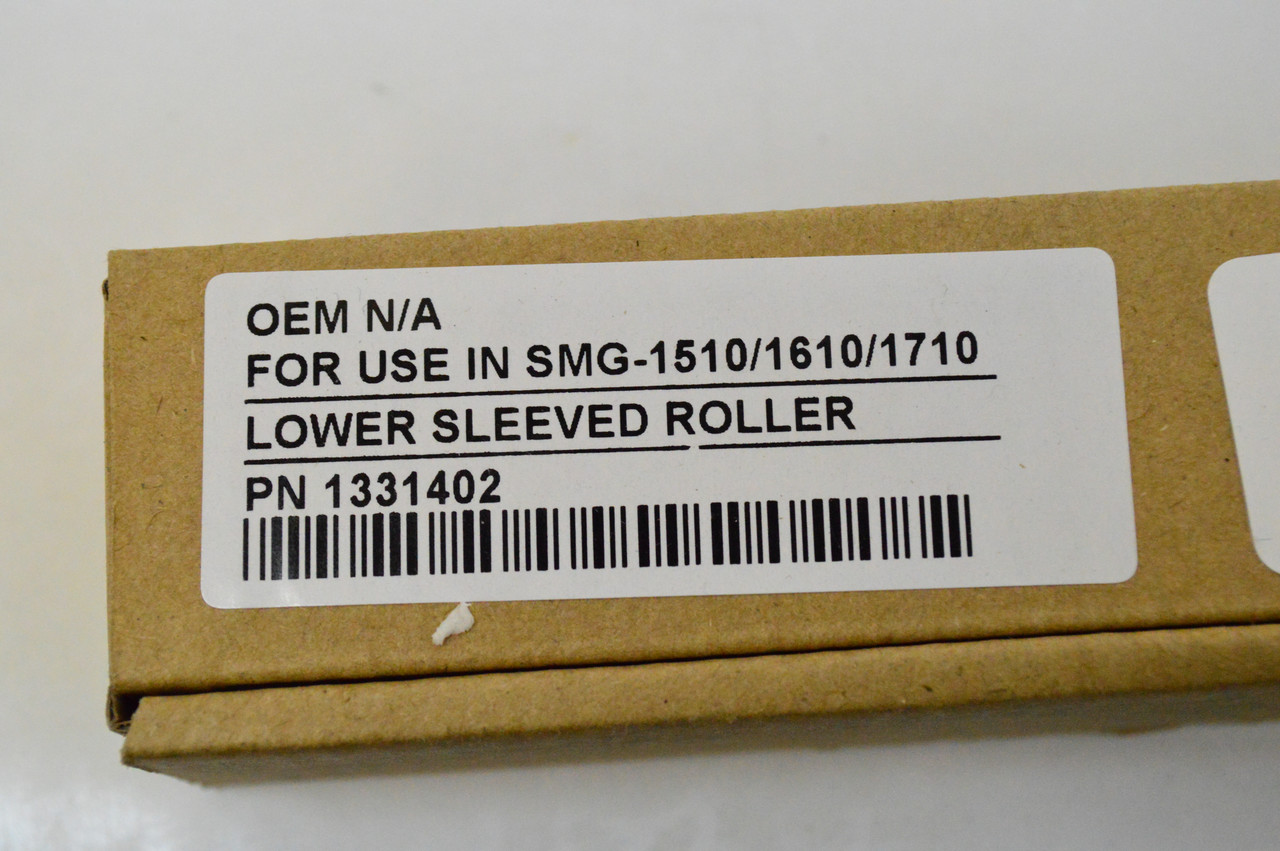 OEM N/A
FOR USE IN SMG-1510/1610/1710
LOWER SLEEVED ROLLER
PN 1331402